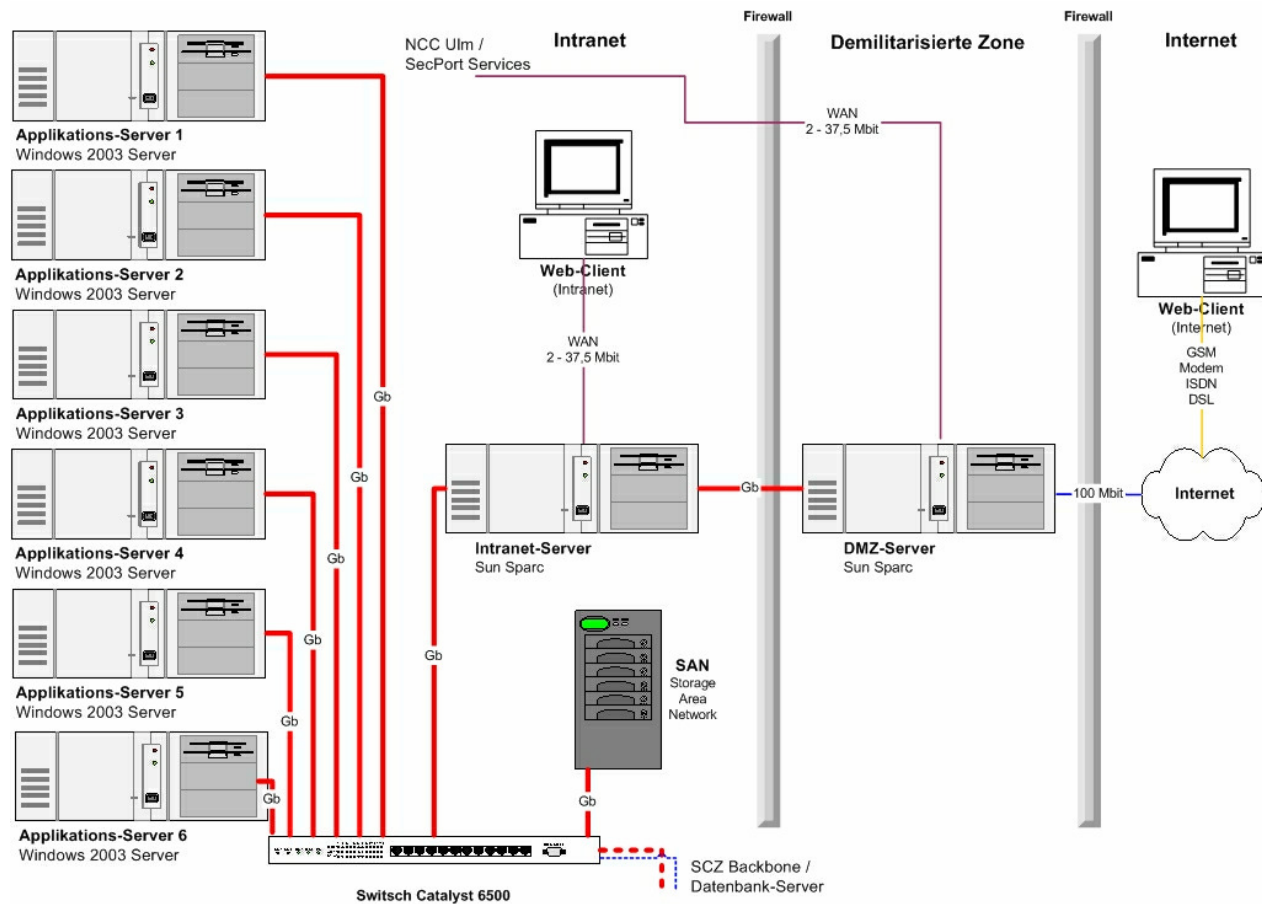 Firewall
Firewall
NCC Ulm /
SecPort Services
Intranet
Demilitarisierte Zone
Internet
WAN
2 - 37,5 Mbit
Applikations-Server 1
Windows 2003 Server
Applikations-Server 2
Windows 2003 Server
Web-Client
(Intranet)
Web-Client
(Internet)
WAN
2 - 37,5 Mbit
GSM
Modem
ISDN
DSL
Applikations-Server 3
Windows 2003 Server
Gb
Gb
Gb
Gb
Gb
100 Mbit
Internet
Applikations-Server 4
Windows 2003 Server
Intranet-Server
Sun Sparc
DMZ-Server
Sun Sparc
Gb
Gb
SAN
Storage
Area
Network
Applikations-Server 5
Windows 2003 Server
Gb
Gb
Gb
Applikations-Server 6
Windows 2003 Server
SCZ Backbone /
Datenbank-Server
Switsch Catalyst 6500